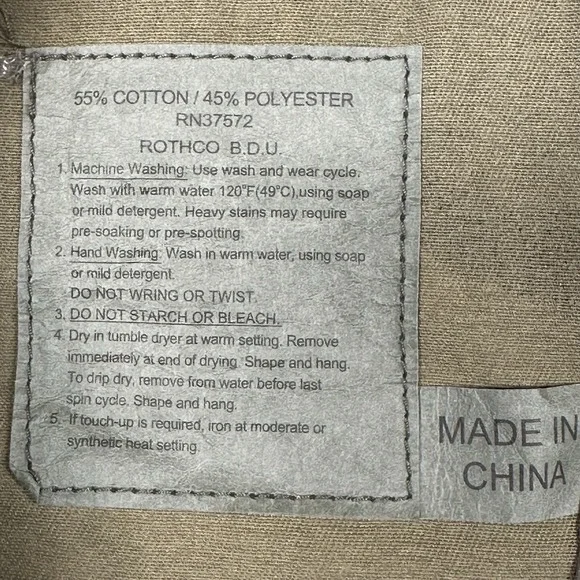 55% COTTON / 45% POLYESTER
RN37572
ROTHCO B.D.U.
1. Machine Washing: Use wash and wear cycle.
Wash with warm water 120°F(49°C),using soap
or mild detergent. Heavy stains may require
pre-soaking or pre-spotting.
2. Hand Washing: Wash in warm water, using soap
or mild detergent.
DO NOT WRING OR TWIST.
3. DO NOT STARCH OR BLEACH.
4. Dry in tumble dryer at warm setting. Remove
immediately at end of drying. Shape and hang.
To drip dry, remove from water before last
spin cycle. Shape and hang.
5. If touch-up is required, iron at moderate or
synthetic heat setting.
MADE IN
CHINA